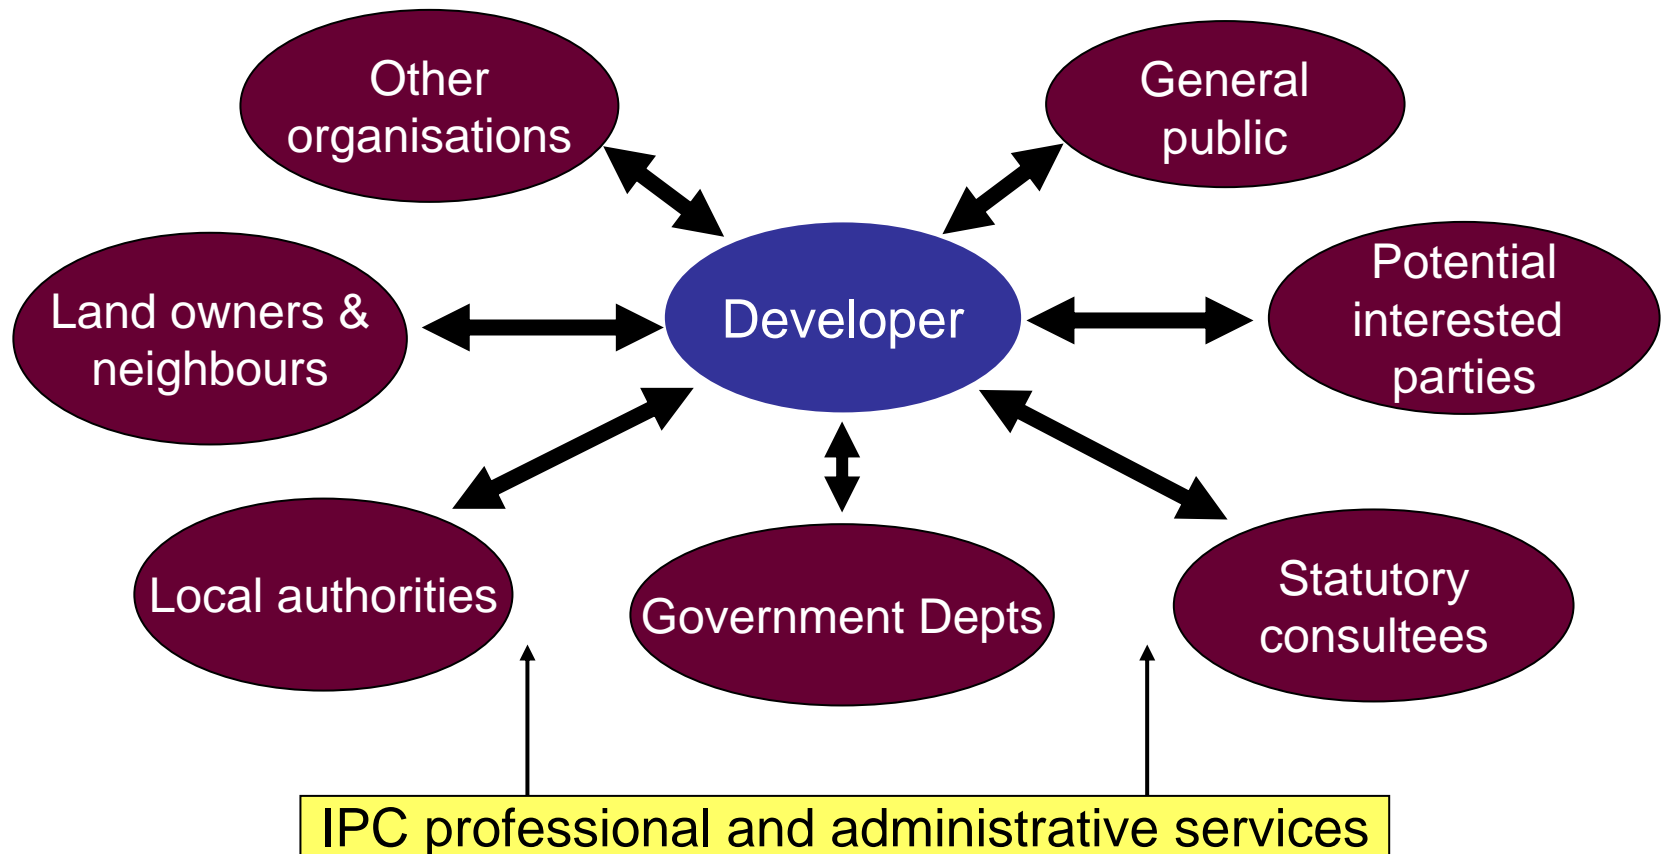 Other
organisations
General
public
Land owners &
neighbours
Developer
Potential
interested
parties
Local authorities
Government Depts
Statutory
consultees
IPC professional and administrative services